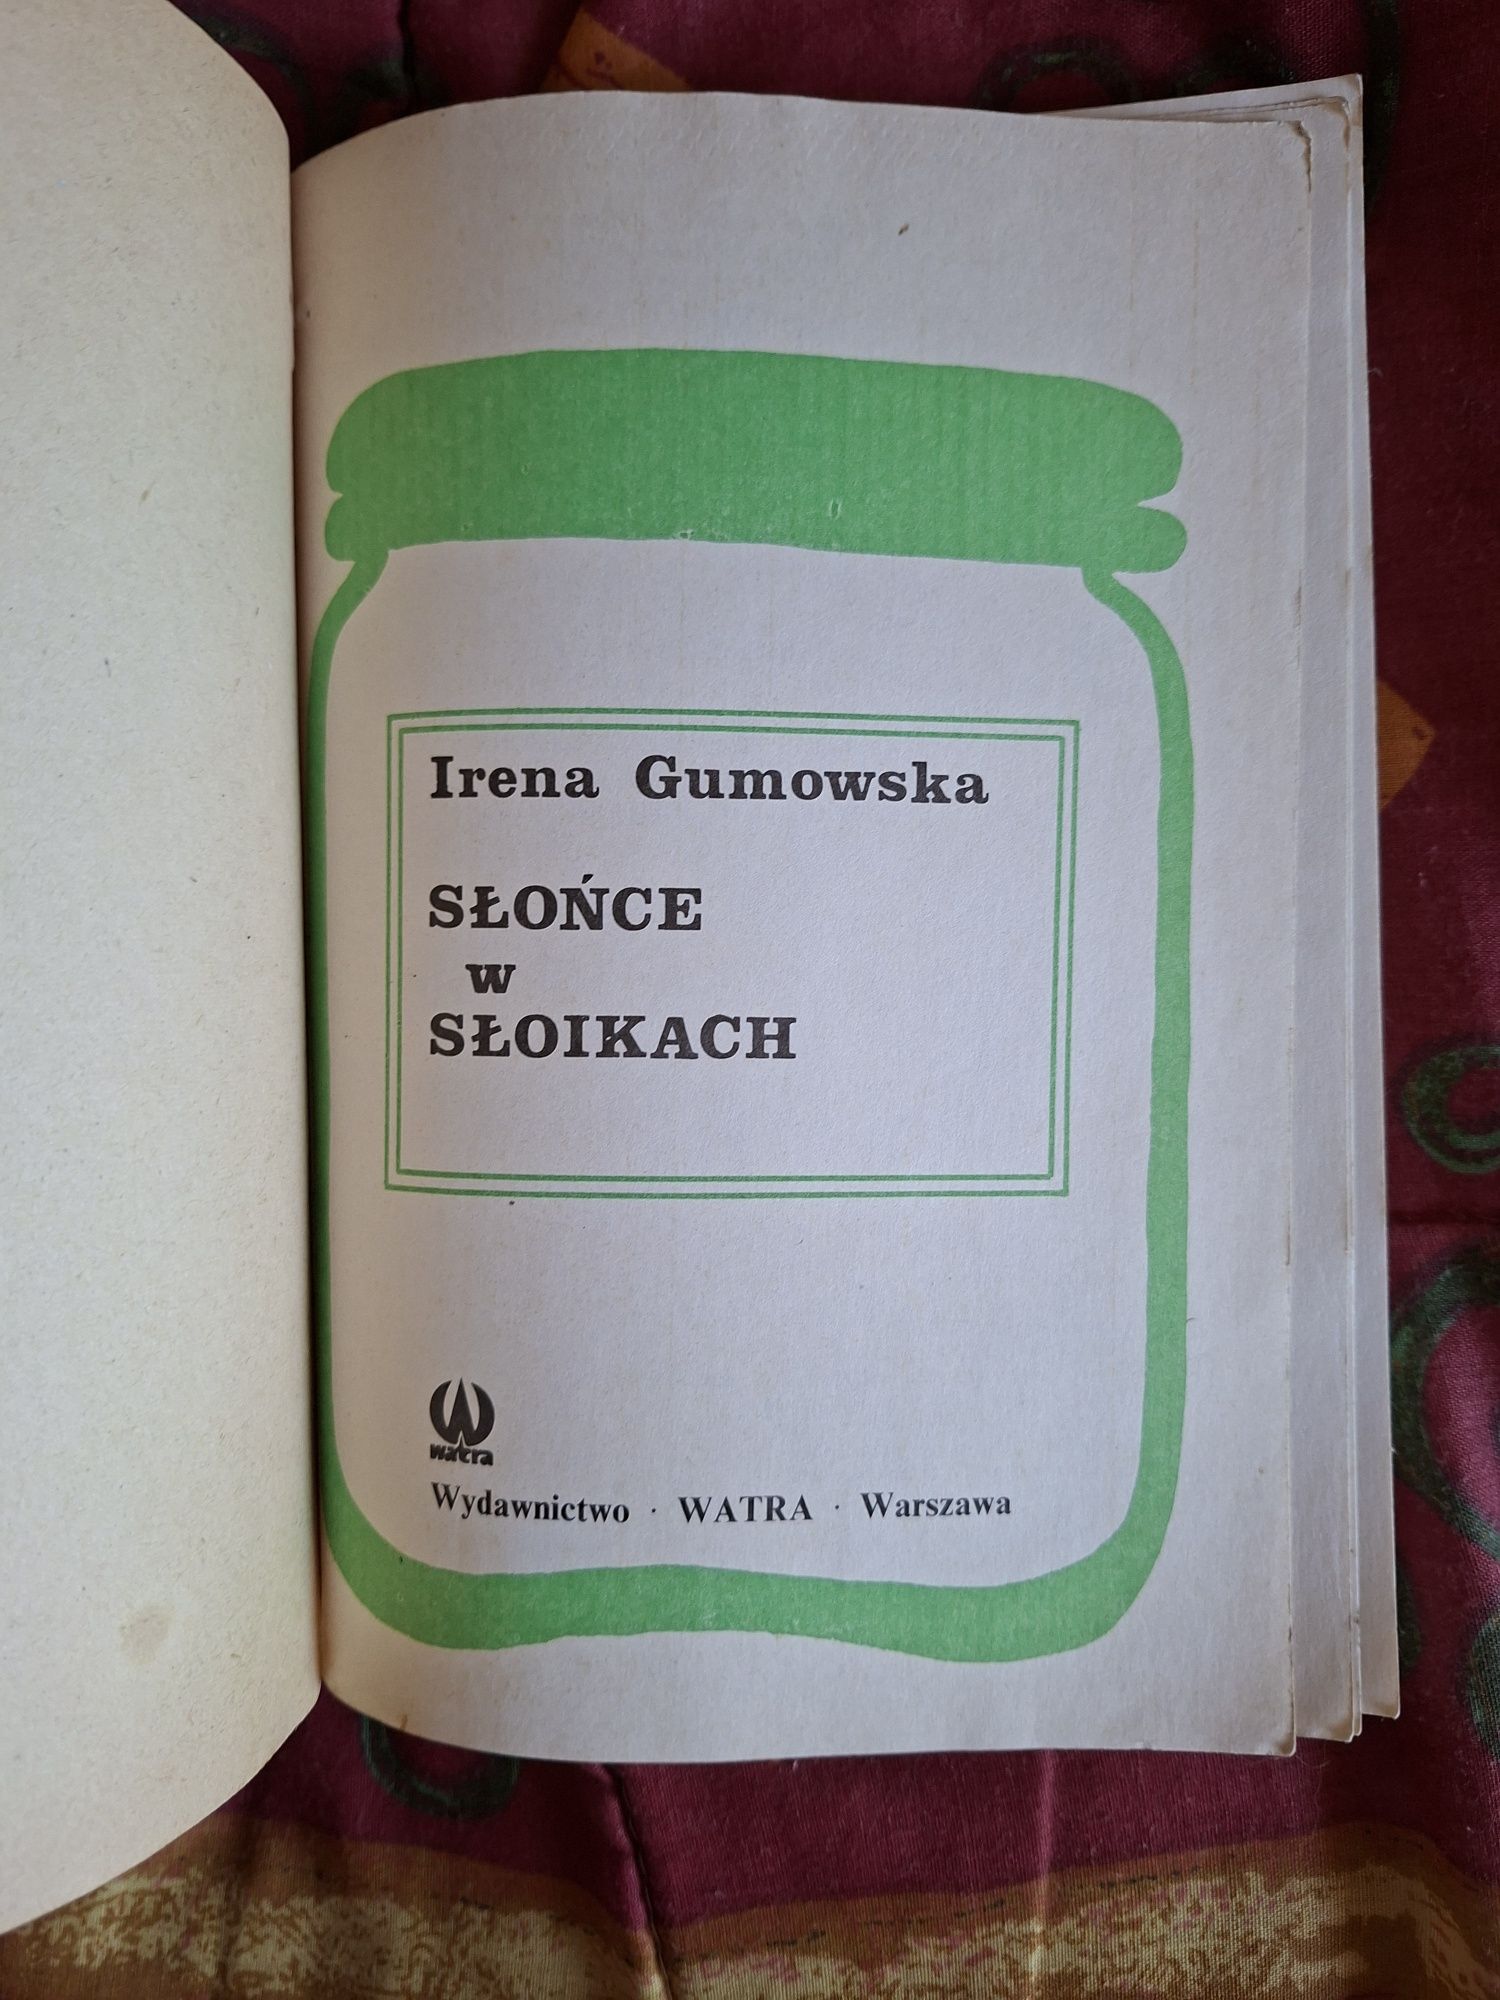 Irena Gumowska
SŁOŃCE
w
SŁOIKACH
watra
Wydawnictwo · WATRA · Warszawa